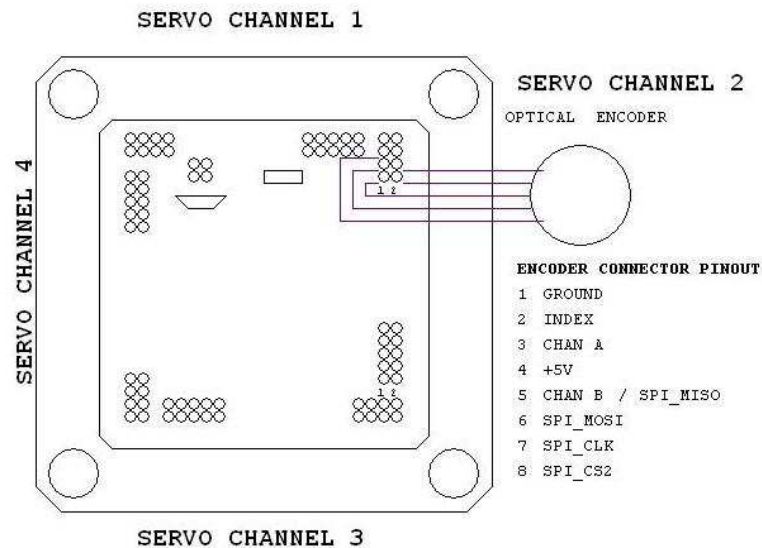 SERVO CHANNEL 1
SERVO CHANNEL 2
OPTICAL ENCODER
SERVO CHANNEL 4
1 2
ENCODER CONNECTOR PINOUT
1 GROUND
2 INDEX
3 CHAN A
4 +5V
5 CHAN B / SPI_MISO
6 SPI_MOSI
7 SPI_CLK
8 SPI_CS2
1 2
SERVO CHANNEL 3